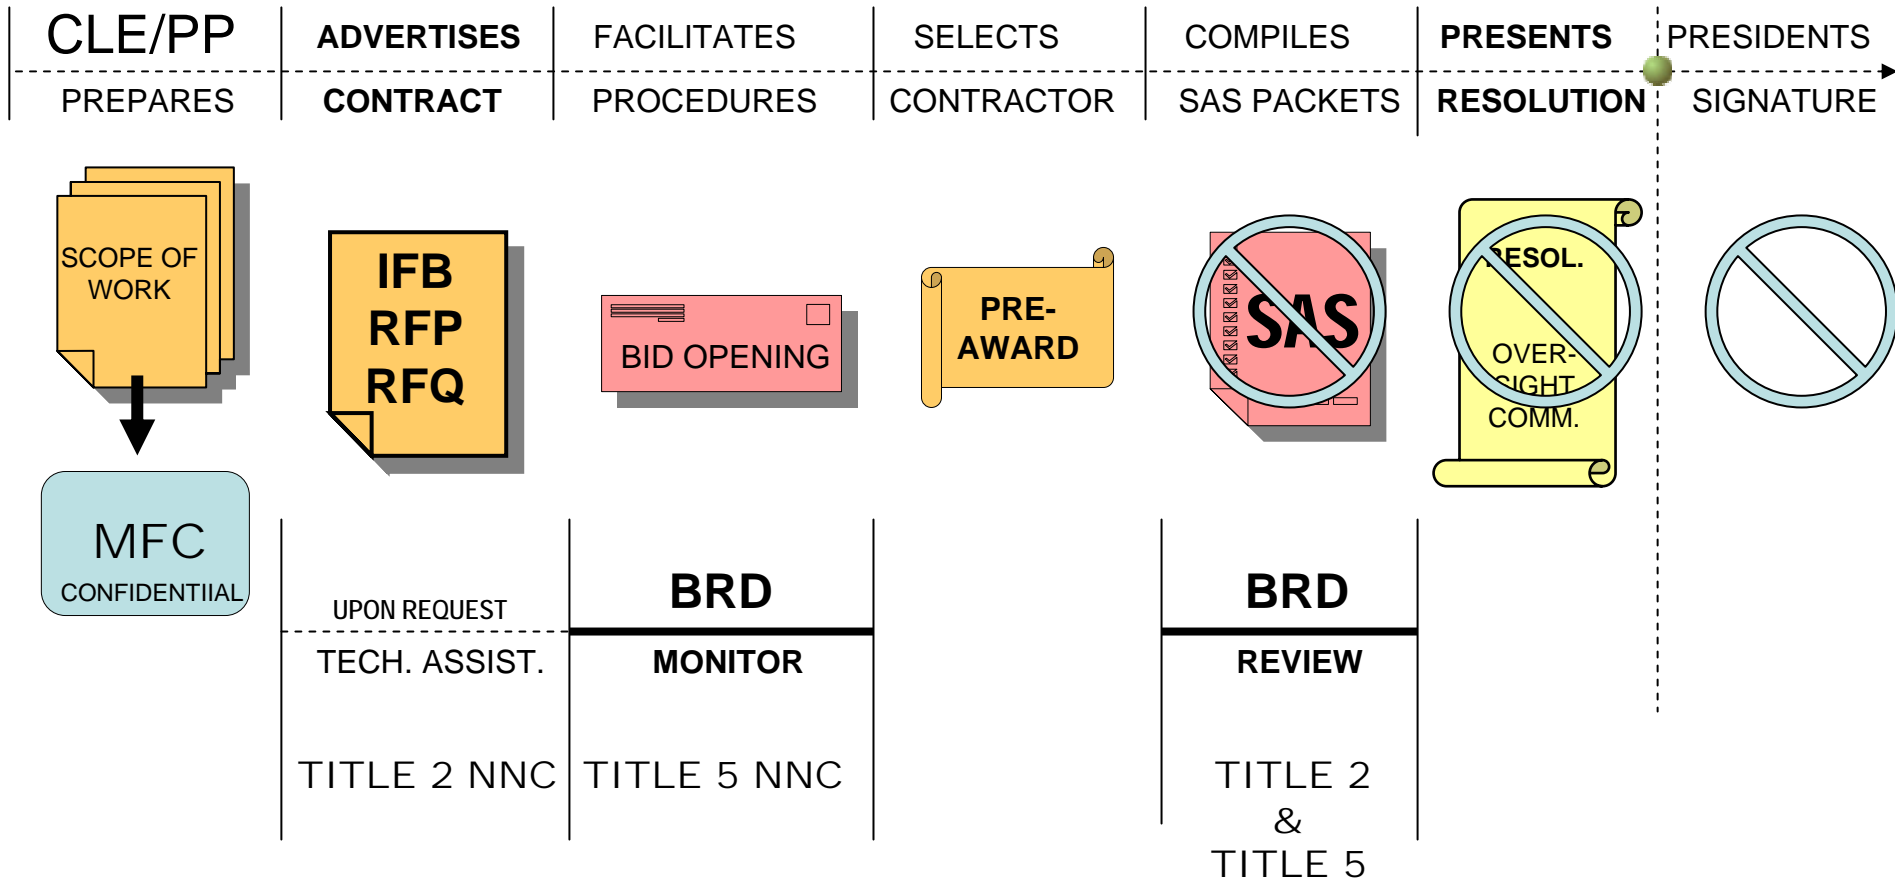 CLE/PP
PREPARES
ADVERTISES
CONTRACT
FACILITATES
PROCEDURES
SELECTS
CONTRACTOR
COMPILES
SAS PACKETS
PRESENTS
RESOLUTION
PRESIDENTS
SIGNATURE
SCOPE OF
WORK
MFC
CONFIDENTIIAL
IFB
RFP
RFQ
BID OPENING
PRE-
AWARD
SAS
RESOL.
OVER-
SIGHT
COMM.
UPON REQUEST
TECH. ASSIST.
TITLE 2 NNC
BRD
MONITOR
TITLE 5 NNC
BRD
REVIEW
TITLE 2
&
TITLE 5